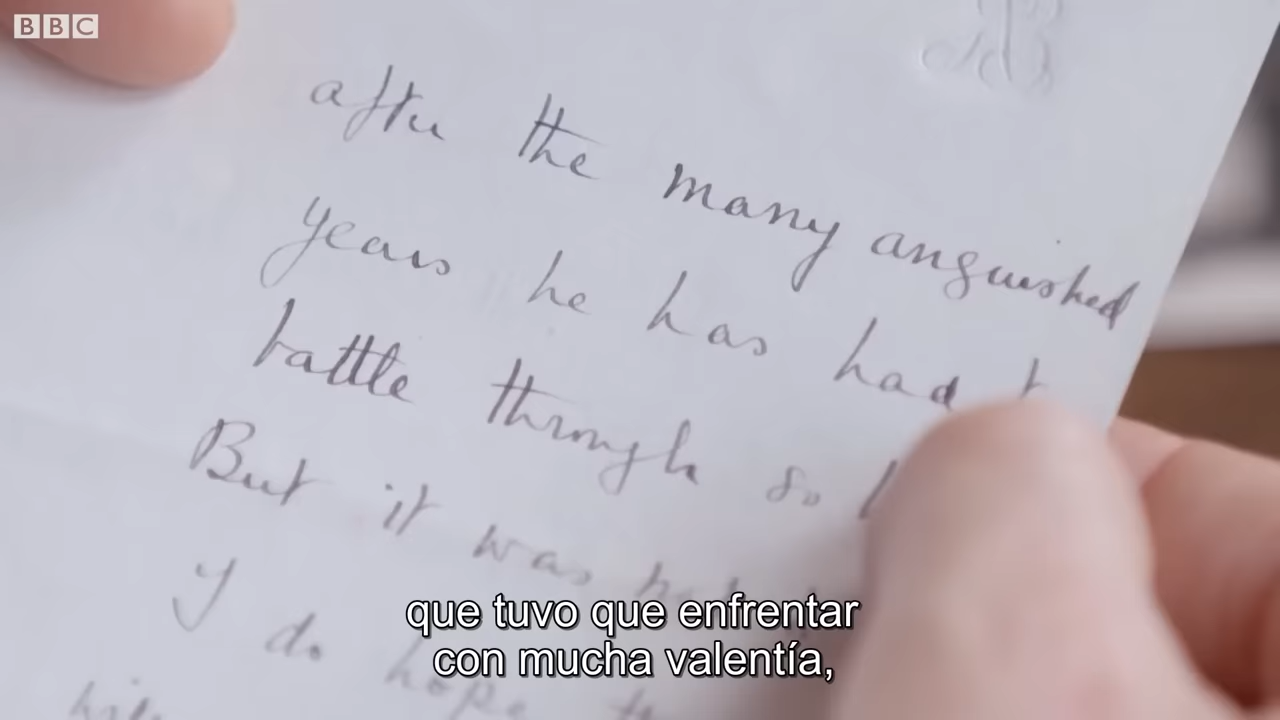 BBC
after the many anguished
years he has had
battle through so
But it was
I do hope
que tuvo que enfrentar
con mucha valentía,